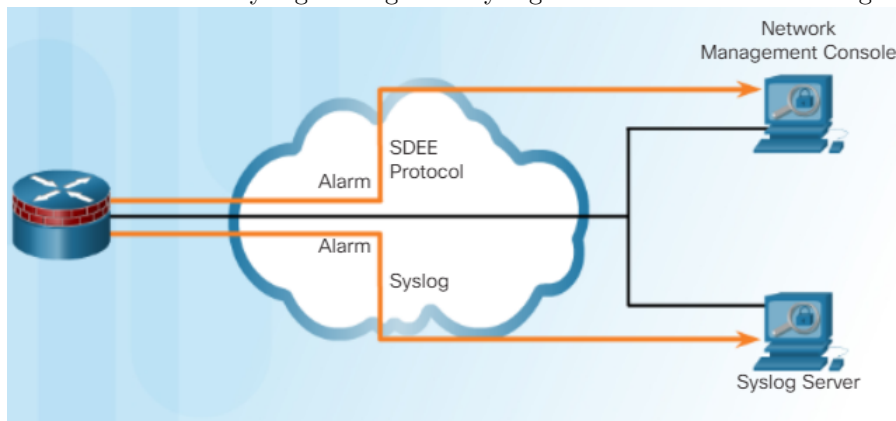 Network
Management Console
SDEE
Protocol
Alarm
Alarm
Syslog
Syslog Server